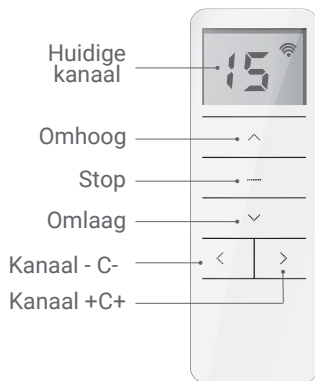 Huidige
kanaal
15
Omhoog
Stop
Omlaag
Kanaal - C-
Kanaal +C+